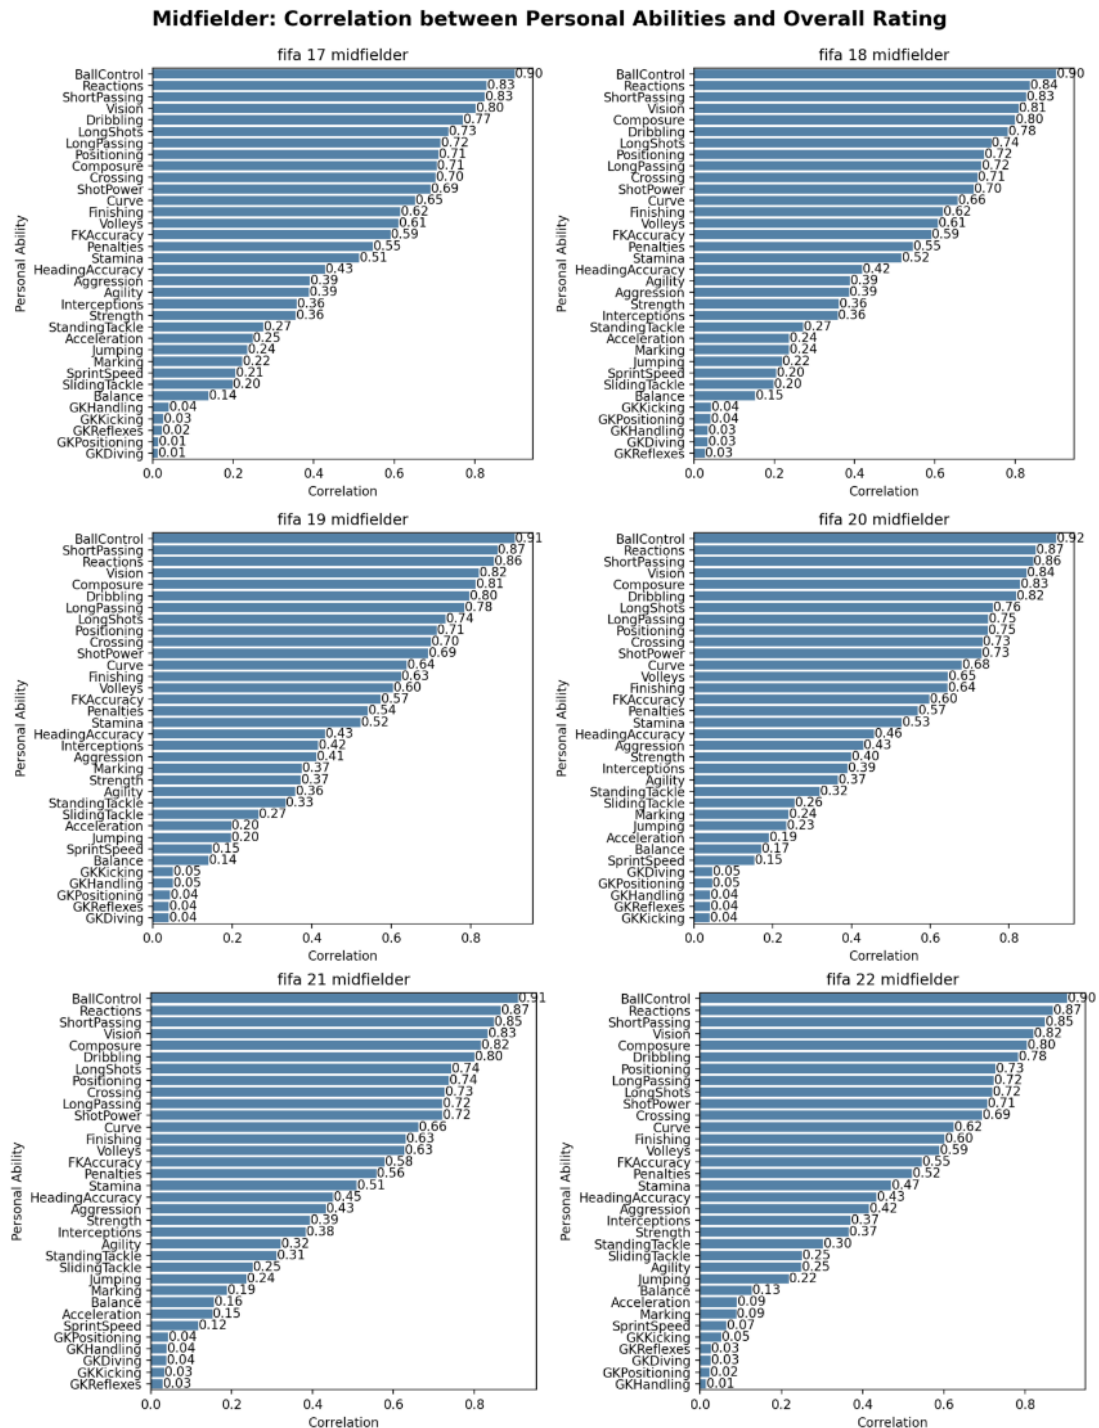 Midfielder: Correlation between Personal Abilities and Overall Rating
fifa 17 midfielder
Personal Ability
BallControl 0.90
Reactions 0.83
ShortPassing 0.83
Vision 0.80
Dribbling 0.77
LongShots 0.73
LongPassing 0.72
Positioning 0.71
Composure 0.71
Crossing 0.70
ShotPower 0.69
Curve 0.65
Finishing 0.62
Volleys 0.61
FKAccuracy 0.59
Penalties 0.55
Stamina 0.51
HeadingAccuracy 0.43
Aggression 0.39
Agility 0.39
Interceptions 0.36
Strength 0.36
StandingTackle 0.27
Acceleration 0.25
Jumping 0.24
Marking 0.22
SprintSpeed 0.21
SlidingTackle 0.20
Balance 0.14
GKHandling 0.04
GKKicking 0.03
GKReflexes 0.02
GKPositioning 0.01
GKDiving 0.01
0.0 0.2 0.4 0.6 0.8
Correlation
fifa 18 midfielder
Personal Ability
BallControl 0.90
Reactions 0.84
ShortPassing 0.83
Vision 0.81
Composure 0.80
Dribbling 0.78
LongShots 0.74
Positioning 0.72
LongPassing 0.72
Crossing 0.71
ShotPower 0.70
Curve 0.66
Finishing 0.62
Volleys 0.61
FKAccuracy 0.59
Penalties 0.55
Stamina 0.52
HeadingAccuracy 0.42
Agility 0.39
Aggression 0.39
Strength 0.36
Interceptions 0.36
StandingTackle 0.27
Acceleration 0.24
Marking 0.24
Jumping 0.22
SprintSpeed 0.20
SlidingTackle 0.20
Balance 0.15
GKKicking 0.04
GKPositioning 0.04
GKHandling 0.03
GKDiving 0.03
GKReflexes 0.03
0.0 0.2 0.4 0.6 0.8
Correlation
fifa 19 midfielder
Personal Ability
BallControl 0.91
ShortPassing 0.87
Reactions 0.86
Vision 0.82
Composure 0.81
Dribbling 0.80
LongPassing 0.78
LongShots 0.74
Positioning 0.71
Crossing 0.70
ShotPower 0.69
Curve 0.64
Finishing 0.63
Volleys 0.60
FKAccuracy 0.57
Penalties 0.54
Stamina 0.52
HeadingAccuracy 0.43
Interceptions 0.42
Aggression 0.41
Marking 0.37
Strength 0.37
Agility 0.36
StandingTackle 0.33
SlidingTackle 0.27
Acceleration 0.20
Jumping 0.20
SprintSpeed 0.15
Balance 0.14
GKKicking 0.05
GKHandling 0.05
GKPositioning 0.04
GKReflexes 0.04
GKDiving 0.04
0.0 0.2 0.4 0.6 0.8
Correlation
fifa 20 midfielder
Personal Ability
BallControl 0.92
Reactions 0.87
ShortPassing 0.86
Vision 0.84
Composure 0.83
Dribbling 0.82
LongShots 0.76
LongPassing 0.75
Positioning 0.75
Crossing 0.73
ShotPower 0.73
Curve 0.68
Volleys 0.65
Finishing 0.64
FKAccuracy 0.60
Penalties 0.57
Stamina 0.53
HeadingAccuracy 0.46
Aggression 0.43
Strength 0.40
Interceptions 0.39
Agility 0.37
StandingTackle 0.32
SlidingTackle 0.26
Marking 0.24
Jumping 0.23
Acceleration 0.19
Balance 0.17
SprintSpeed 0.15
GKDiving 0.05
GKPositioning 0.05
GKHandling 0.04
GKReflexes 0.04
GKKicking 0.04
0.0 0.2 0.4 0.6 0.8
Correlation
fifa 21 midfielder
Personal Ability
BallControl 0.91
Reactions 0.87
ShortPassing 0.85
Vision 0.83
Composure 0.82
Dribbling 0.80
LongShots 0.74
Positioning 0.74
Crossing 0.73
LongPassing 0.72
ShotPower 0.72
Curve 0.66
Finishing 0.63
Volleys 0.63
FKAccuracy 0.58
Penalties 0.56
Stamina 0.51
HeadingAccuracy 0.45
Aggression 0.43
Strength 0.39
Interceptions 0.38
Agility 0.32
StandingTackle 0.31
SlidingTackle 0.25
Jumping 0.24
Marking 0.19
Balance 0.16
Acceleration 0.15
SprintSpeed 0.12
GKPositioning 0.04
GKHandling 0.04
GKDiving 0.04
GKKicking 0.03
GKReflexes 0.03
0.0 0.2 0.4 0.6 0.8
Correlation
fifa 22 midfielder
Personal Ability
BallControl 0.90
Reactions 0.87
ShortPassing 0.85
Vision 0.82
Composure 0.80
Dribbling 0.78
Positioning 0.73
LongPassing 0.72
LongShots 0.72
ShotPower 0.71
Crossing 0.69
Curve 0.62
Finishing 0.60
Volleys 0.59
FKAccuracy 0.55
Penalties 0.52
Stamina 0.47
HeadingAccuracy 0.43
Aggression 0.42
Interceptions 0.37
Strength 0.37
StandingTackle 0.30
SlidingTackle 0.25
Agility 0.25
Jumping 0.22
Balance 0.13
Acceleration 0.09
Marking 0.09
SprintSpeed 0.07
GKKicking 0.05
GKReflexes 0.03
GKDiving 0.03
GKPositioning 0.02
GKHandling 0.01
0.0 0.2 0.4 0.6 0.8
Correlation